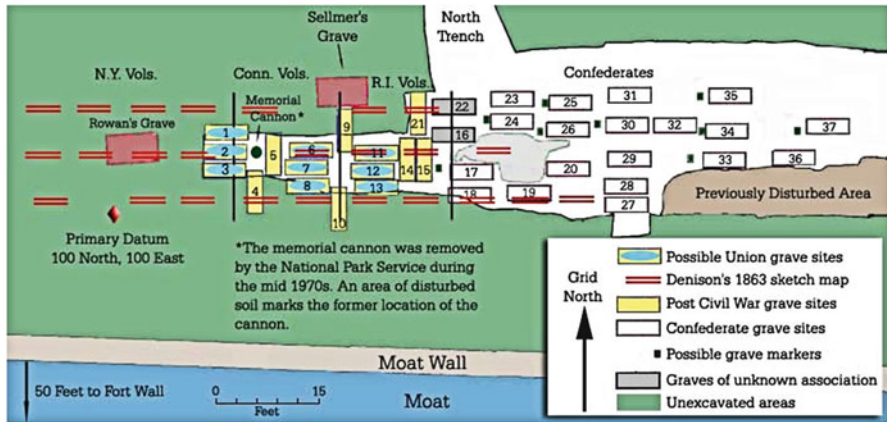 Sellmer's
Grave
North
Trench
N.Y. Vols.
Conn. Vols.
R.I. Vols.
Confederates
Memorial
Cannon*
Rowan's Grave
1
2
3
4
5
6
7
8
9
10
11
12
13
14
15
16
17
18
19
20
21
22
23
24
25
26
27
28
29
30
31
32
33
34
35
36
37
Previously Disturbed Area
Primary Datum
100 North, 100 East
*The memorial cannon was removed
by the National Park Service during
the mid 1970s. An area of disturbed
soil marks the former location of the
cannon.
Grid
North
Possible Union grave sites
Denison's 1863 sketch map
Post Civil War grave sites
Confederate grave sites
Possible grave markers
Graves of unknown association
Unexcavated areas
Moat Wall
50 Feet to Fort Wall
0 15
Feet
Moat